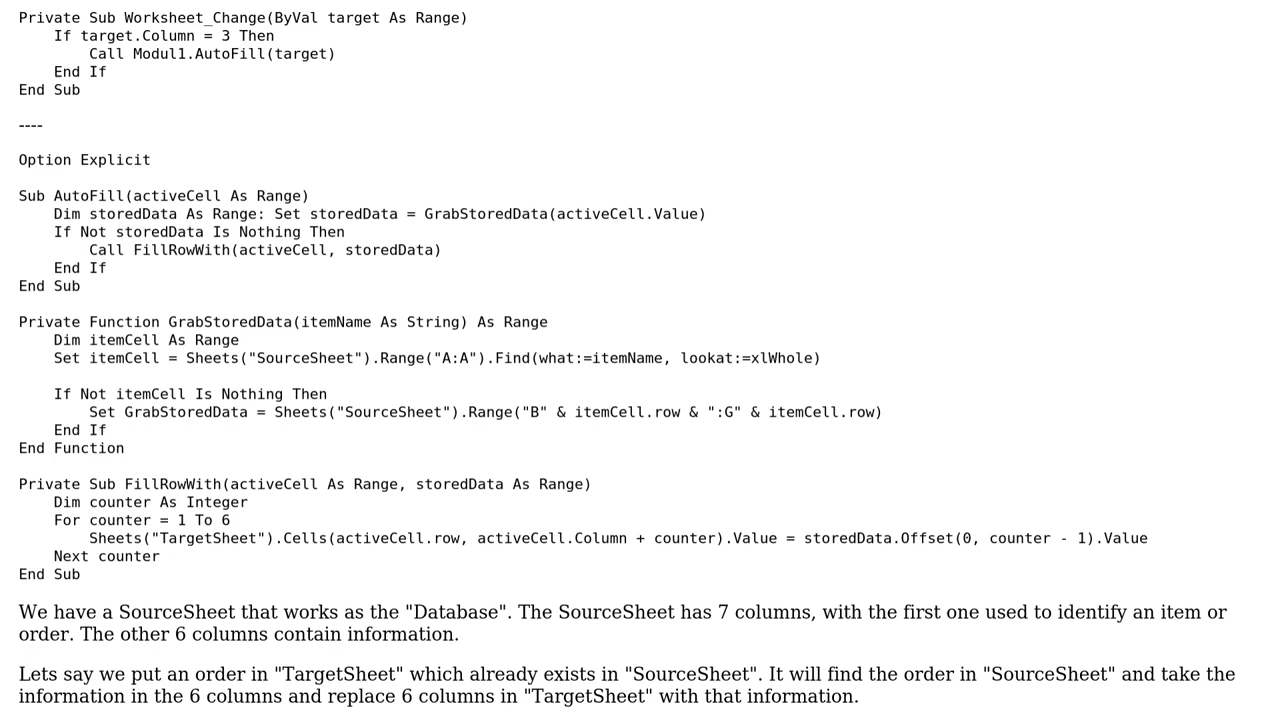 Private Sub Worksheet_Change(ByVal target As Range)
    If target.Column = 3 Then
        Call Modul1.AutoFill(target)
    End If
End Sub

----

Option Explicit

Sub AutoFill(activeCell As Range)
    Dim storedData As Range: Set storedData = GrabStoredData(activeCell.Value)
    If Not storedData Is Nothing Then
        Call FillRowWith(activeCell, storedData)
    End If
End Sub

Private Function GrabStoredData(itemName As String) As Range
    Dim itemCell As Range
    Set itemCell = Sheets("SourceSheet").Range("A:A").Find(what:=itemName, lookat:=xlWhole)

    If Not itemCell Is Nothing Then
        Set GrabStoredData = Sheets("SourceSheet").Range("B" & itemCell.row & ":G" & itemCell.row)
    End If
End Function

Private Sub FillRowWith(activeCell As Range, storedData As Range)
    Dim counter As Integer
    For counter = 1 To 6
        Sheets("TargetSheet").Cells(activeCell.row, activeCell.Column + counter).Value = storedData.Offset(0, counter - 1).Value
    Next counter
End Sub

We have a SourceSheet that works as the "Database". The SourceSheet has 7 columns, with the first one used to identify an item or
order. The other 6 columns contain information.

Lets say we put an order in "TargetSheet" which already exists in "SourceSheet". It will find the order in "SourceSheet" and take the
information in the 6 columns and replace 6 columns in "TargetSheet" with that information.